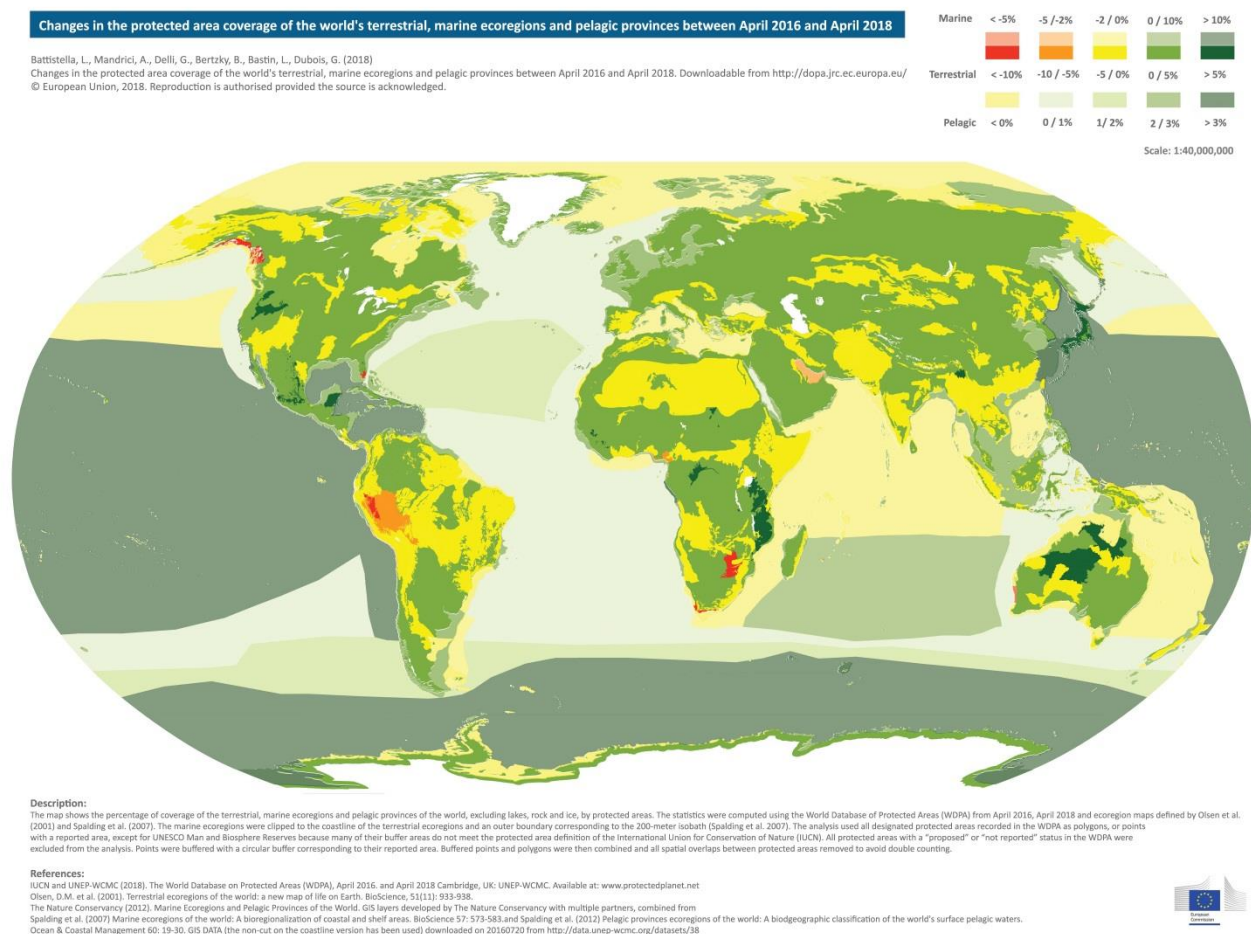 Changes in the protected area coverage of the world's terrestrial, marine ecoregions and pelagic provinces between April 2016 and April 2018
Battistella, L., Mandrici, A., Delli, G., Bertzky, B., Bastin, L., Dubois, G. (2018)
Changes in the protected area coverage of the world's terrestrial, marine ecoregions and pelagic provinces between April 2016 and April 2018. Downloadable from http://dopa.jrc.ec.europa.eu/
© European Union, 2018. Reproduction is authorised provided the source is acknowledged.
Marine < -5% -5 / -2% -2 / 0% 0 / 10% > 10%
Terrestrial < -10% -10 / -5% -5 / 0% 0 / 5% > 5%
Pelagic < 0% 0 / 1% 1/ 2% 2 / 3% > 3%
Scale: 1:40,000,000
Description:
The map shows the percentage of coverage of the terrestrial, marine ecoregions and pelagic provinces of the world, excluding lakes, rock and ice, by protected areas. The statistics were computed using the World Database of Protected Areas (WDPA) from April 2016, April 2018 and ecoregion maps defined by Olsen et al.
(2001) and Spalding et al. (2007). The marine ecoregions were clipped to the coastline of the terrestrial ecoregions and an outer boundary corresponding to the 200-meter isobath (Spalding et al. 2007). The analysis used all designated protected areas recorded in the WDPA as polygons, or points
with a reported area, except for UNESCO Man and Biosphere Reserves because many of their buffer areas do not meet the protected area definition of the International Union for Conservation of Nature (IUCN). All protected areas with a “proposed” or “not reported” status in the WDPA were
excluded from the analysis. Points were buffered with a circular buffer corresponding to their reported area. Buffered points and polygons were then combined and all spatial overlaps between protected areas removed to avoid double counting.
References:
IUCN and UNEP-WCMC (2018). The World Database on Protected Areas (WDPA), April 2016. and April 2018 Cambridge, UK: UNEP-WCMC. Available at: www.protectedplanet.net
Olsen, D.M. et al. (2001). Terrestrial ecoregions of the world: a new map of life on Earth. BioScience, 51(11): 933-938.
The Nature Conservancy (2012). Marine Ecoregions and Pelagic Provinces of the World. GIS layers developed by The Nature Conservancy with multiple partners, combined from
Spalding et al. (2007) Marine ecoregions of the world: A bioregionalization of coastal and shelf areas. BioScience 57: 573-583.and Spalding et al. (2012) Pelagic provinces ecoregions of the world: A biodgeographic classification of the world's surface pelagic waters.
Ocean & Coastal Management 60: 19-30. GIS DATA (the non-cut on the coastline version has been used) downloaded on 20160720 from http://data.unep-wcmc.org/datasets/38
European
Commission